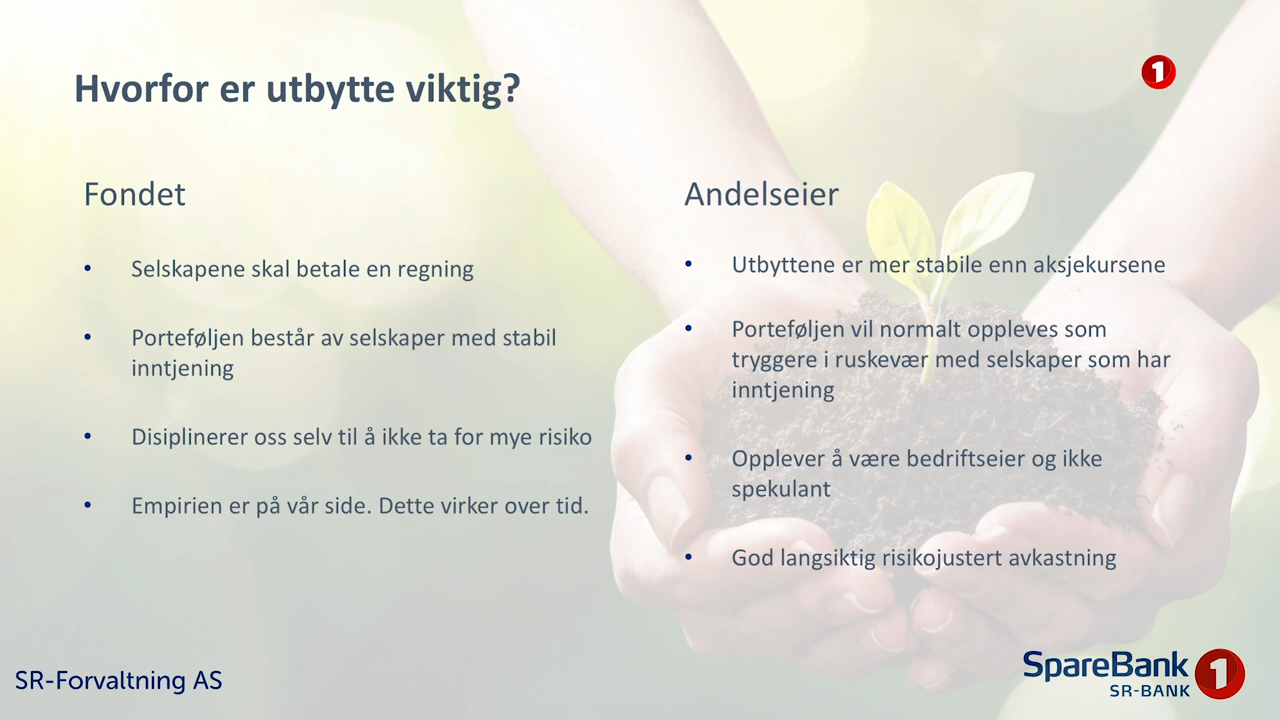 Hvorfor er utbytte viktig?
1
Fondet
• Selskapene skal betale en regning
• Porteføljen består av selskaper med stabil
inntjening
• Disiplinerer oss selv til å ikke ta for mye risiko
• Empirien er på vår side. Dette virker over tid.
Andelseier
• Utbyttene er mer stabile enn aksjekursene
• Porteføljen vil normalt oppleves som
tryggere i ruskevær med selskaper som har
inntjening
• Opplever å være bedriftseier og ikke
spekulant
• God langsiktig risikojustert avkastning
SR-Forvaltning AS
SpareBank 1
SR-BANK